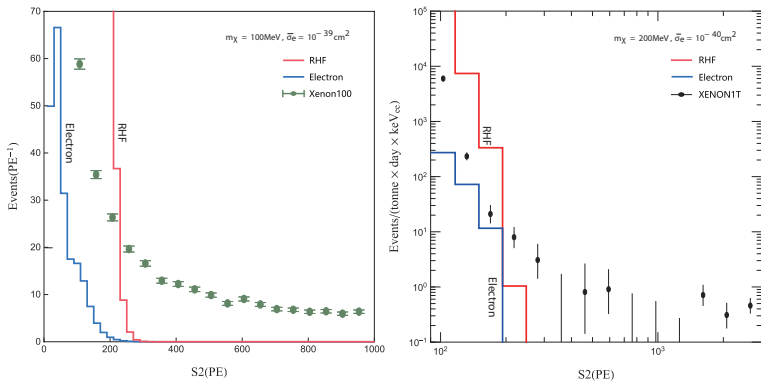 m_χ = 100MeV, σ̄_e = 10⁻³⁹cm²
RHF
Electron
Xenon100
Electron
RHF
Events(PE⁻¹)
70
60
50
40
30
20
10
0
0
200
400
600
800
1000
S2(PE)
m_χ = 200MeV, σ̄_e = 10⁻⁴⁰cm²
RHF
Electron
XENON1T
RHF
Electron
Events/(tonne × day × keV_ee)
10⁵
10⁴
10³
10²
10¹
10⁰
10⁻¹
10²
10³
S2(PE)